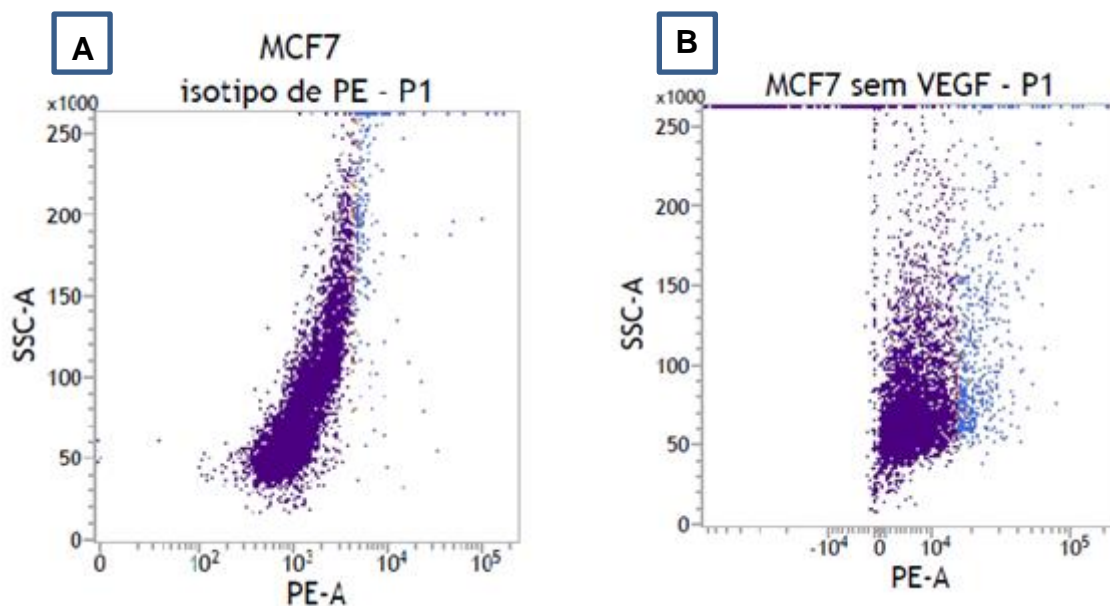 A
MCF7
isotipo de PE - P1
x1000
250
200
150
100
50
0
SSC-A
0 10² 10³ 10⁴ 10⁵
PE-A
B
MCF7 sem VEGF - P1
x1000
250
200
150
100
50
0
SSC-A
-10⁴ 0 10⁴ 10⁵
PE-A